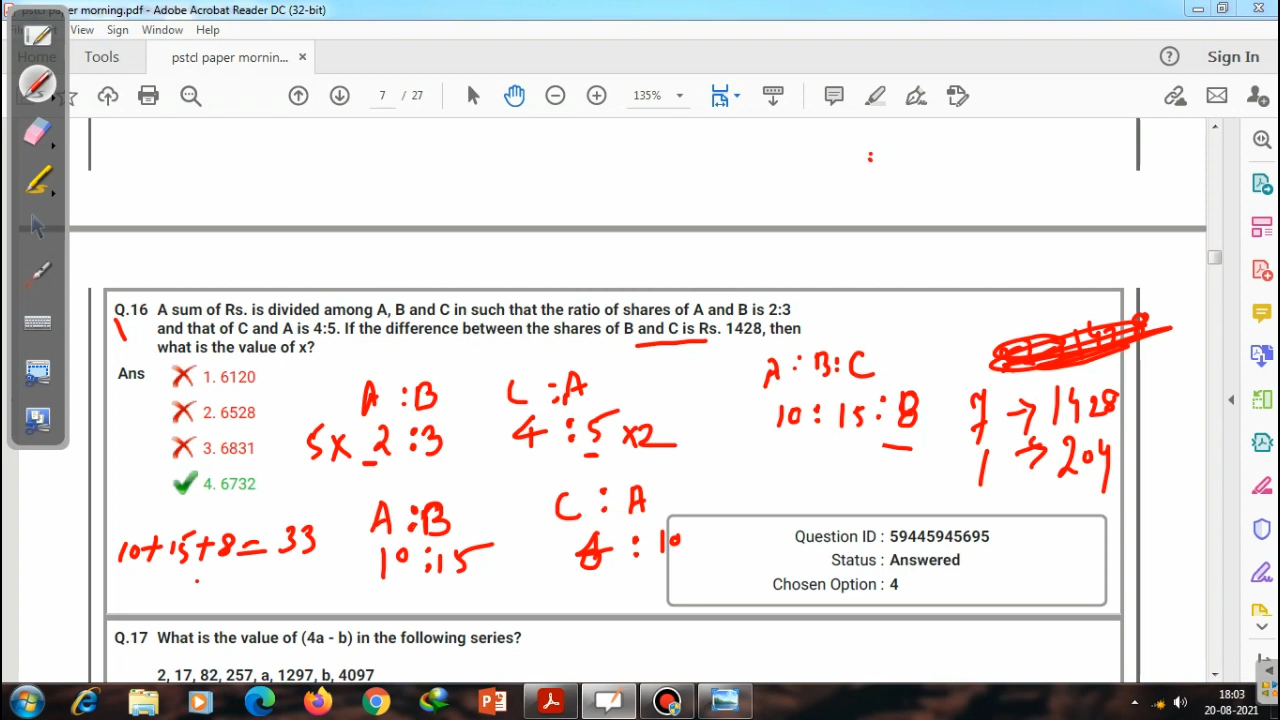 pstcl paper morning.pdf - Adobe Acrobat Reader DC (32-bit)
View Sign Window Help
Home Tools pstcl paper mornin... × Sign In
7 / 27 135%
Q.16 A sum of Rs. is divided among A, B and C in such that the ratio of shares of A and B is 2:3
and that of C and A is 4:5. If the difference between the shares of B and C is Rs. 1428, then
what is the value of x?
Ans 1. 6120
2. 6528
3. 6831
4. 6732
A : B C : A
5x 2 : 3 4 : 5 x2
A : B : C
10 : 15 : 8
7 → 1428
1 → 204
A : B C : A
10 : 15 : 10
10+15+8= 33
Question ID : 59445945695
Status : Answered
Chosen Option : 4
Q.17 What is the value of (4a - b) in the following series?
2, 17, 82, 257, a, 1297, b, 4097
18:03
20-08-2021